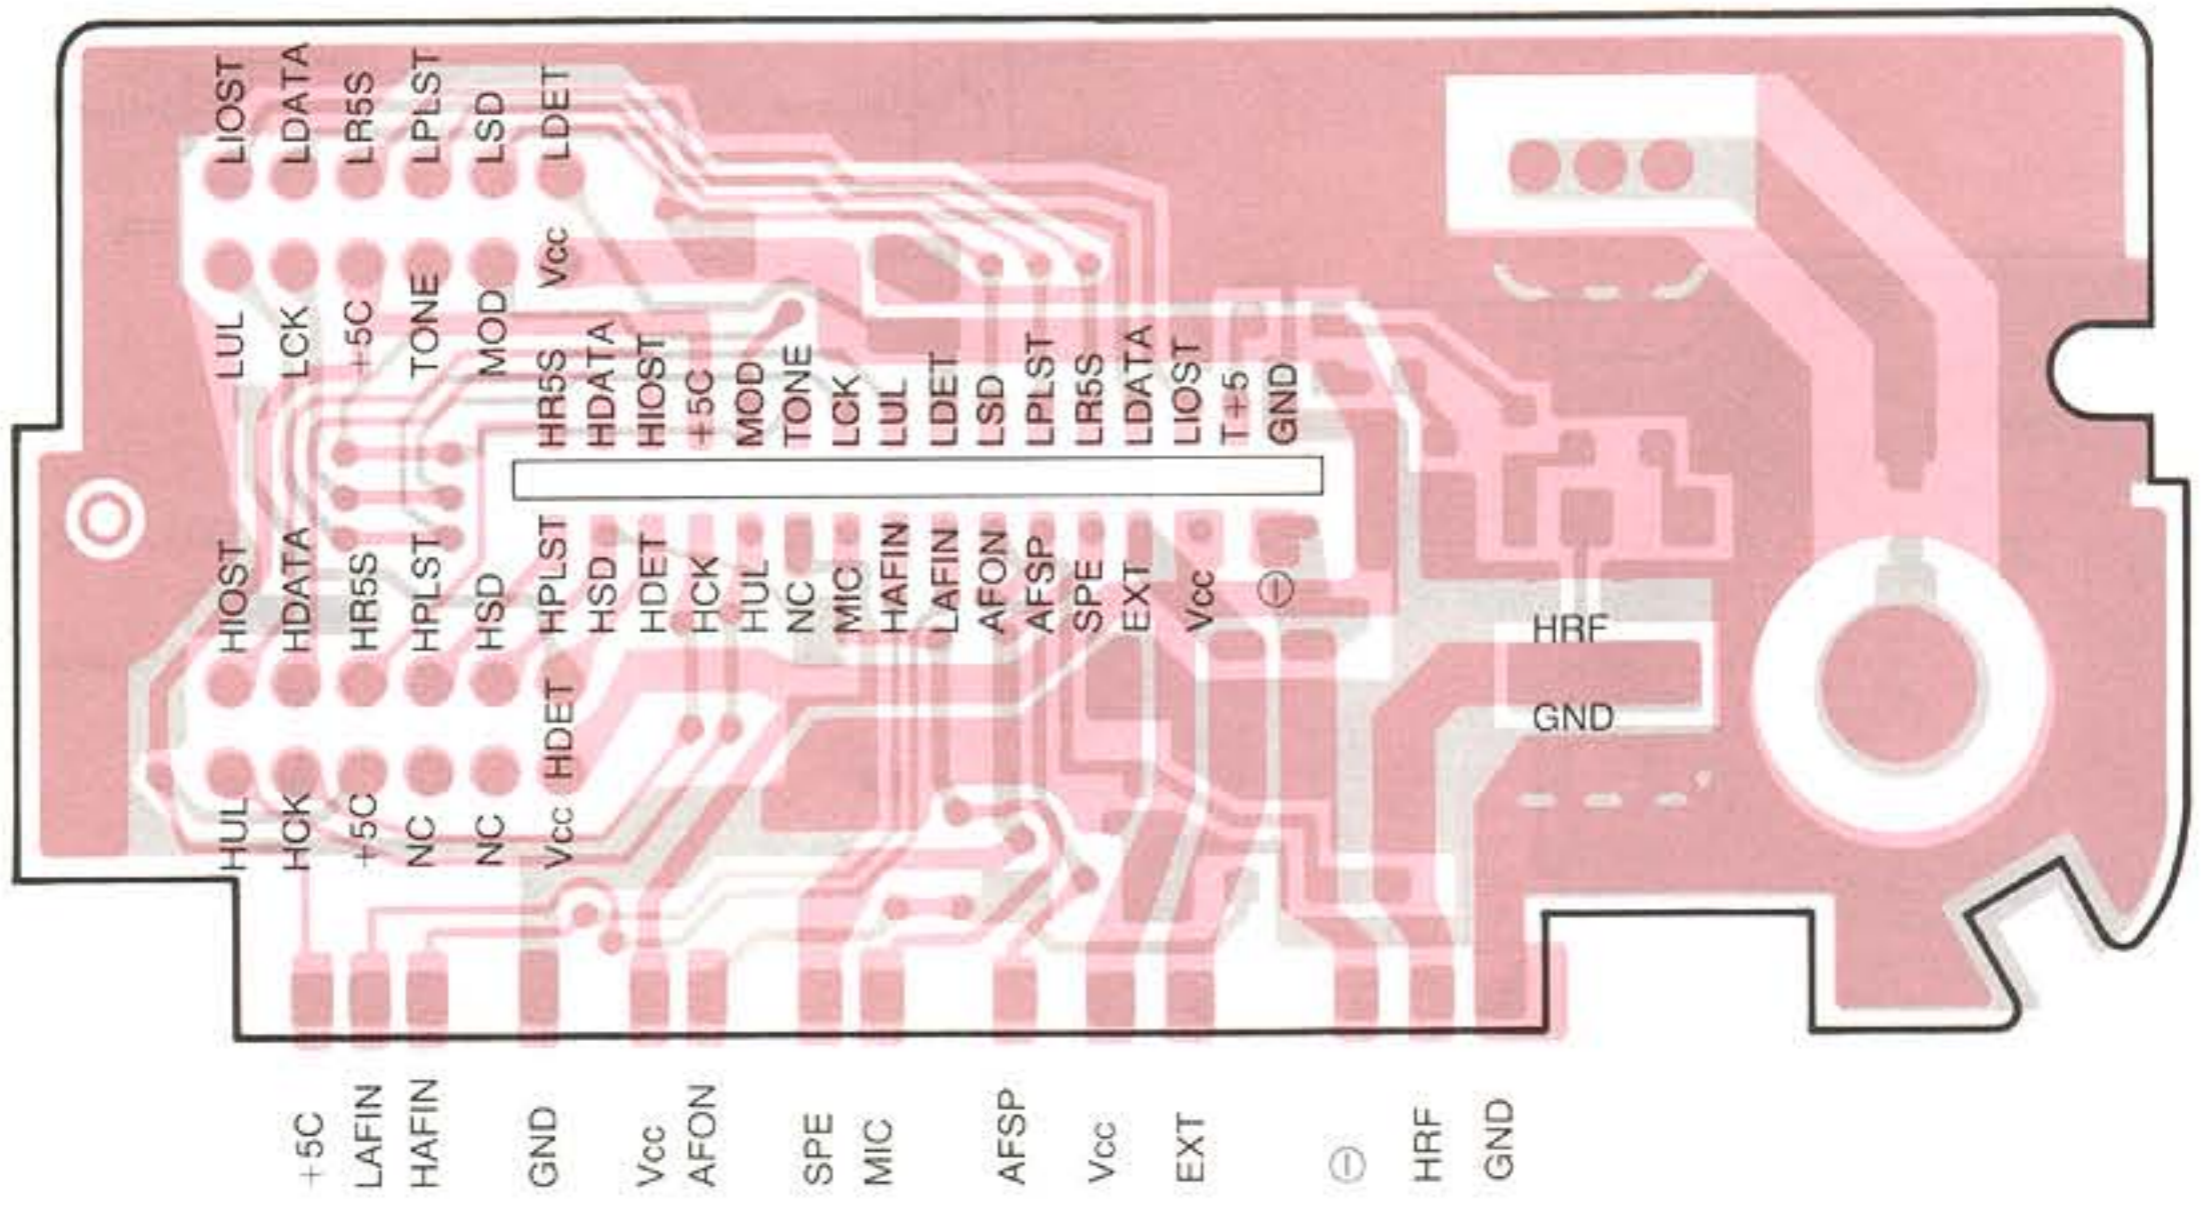 LIOST LDATA LR5S LPLST LSD LDET
LUL LCK +5C TONE MOD Vcc
HR5S HDATA HIOST +5C MOD TONE LCK LUL LDET LSD LPLST LR5S LDATA LIOST T+5 GND
HIOST HDATA HR5S HPLST HSD HDET
HPLST HSD HDET HCK HUL NC MIC HAFIN LAFIN AFON AFSP SPE EXT Vcc ⊖
HRF
GND
HUL HCK +5C NC NC Vcc
+5C LAFIN HAFIN GND Vcc AFON SPE MIC AFSP Vcc EXT ⊖ HRF GND